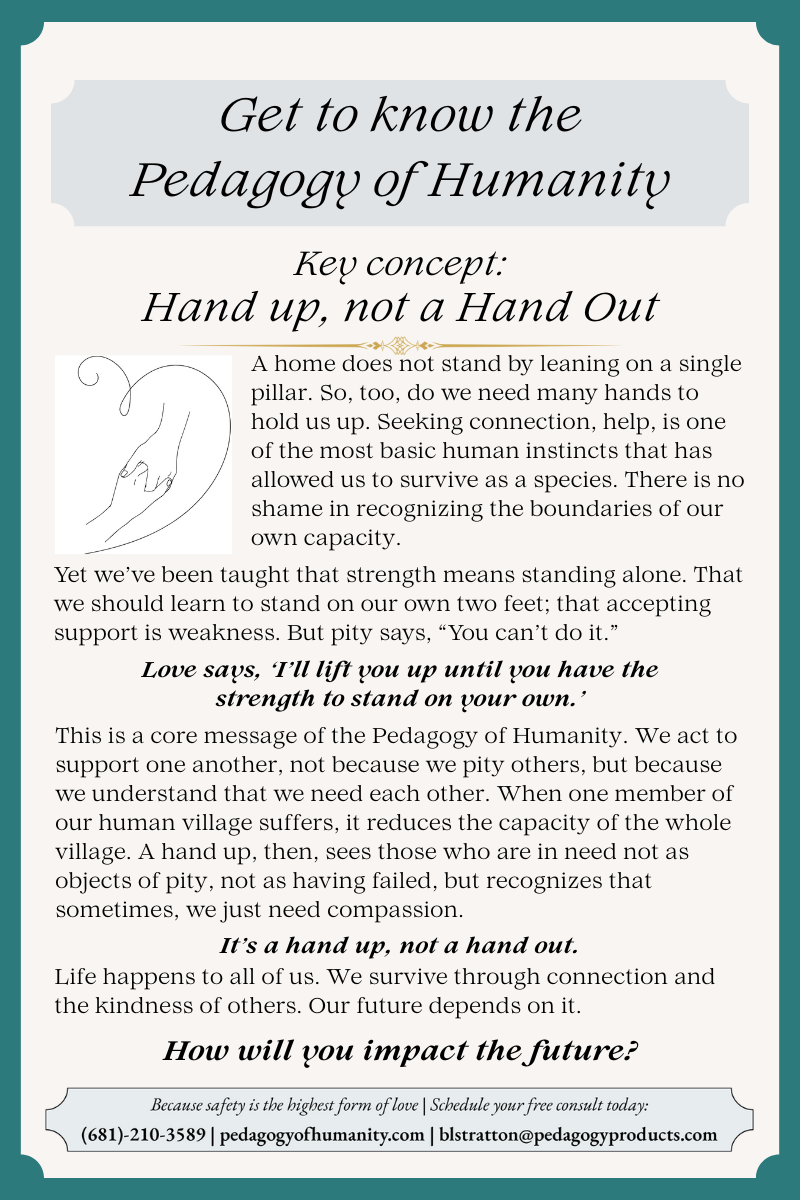 Get to know the
Pedagogy of Humanity
Key concept:
Hand up, not a Hand Out
A home does not stand by leaning on a single
pillar. So, too, do we need many hands to
hold us up. Seeking connection, help, is one
of the most basic human instincts that has
allowed us to survive as a species. There is no
shame in recognizing the boundaries of our
own capacity.
Yet we’ve been taught that strength means standing alone. That
we should learn to stand on our own two feet; that accepting
support is weakness. But pity says, “You can’t do it.”
Love says, ‘I’ll lift you up until you have the
strength to stand on your own.’
This is a core message of the Pedagogy of Humanity. We act to
support one another, not because we pity others, but because
we understand that we need each other. When one member of
our human village suffers, it reduces the capacity of the whole
village. A hand up, then, sees those who are in need not as
objects of pity, not as having failed, but recognizes that
sometimes, we just need compassion.
It’s a hand up, not a hand out.
Life happens to all of us. We survive through connection and
the kindness of others. Our future depends on it.
How will you impact the future?
Because safety is the highest form of love | Schedule your free consult today:
(681)-210-3589 | pedagogyofhumanity.com | blstratton@pedagogyproducts.com